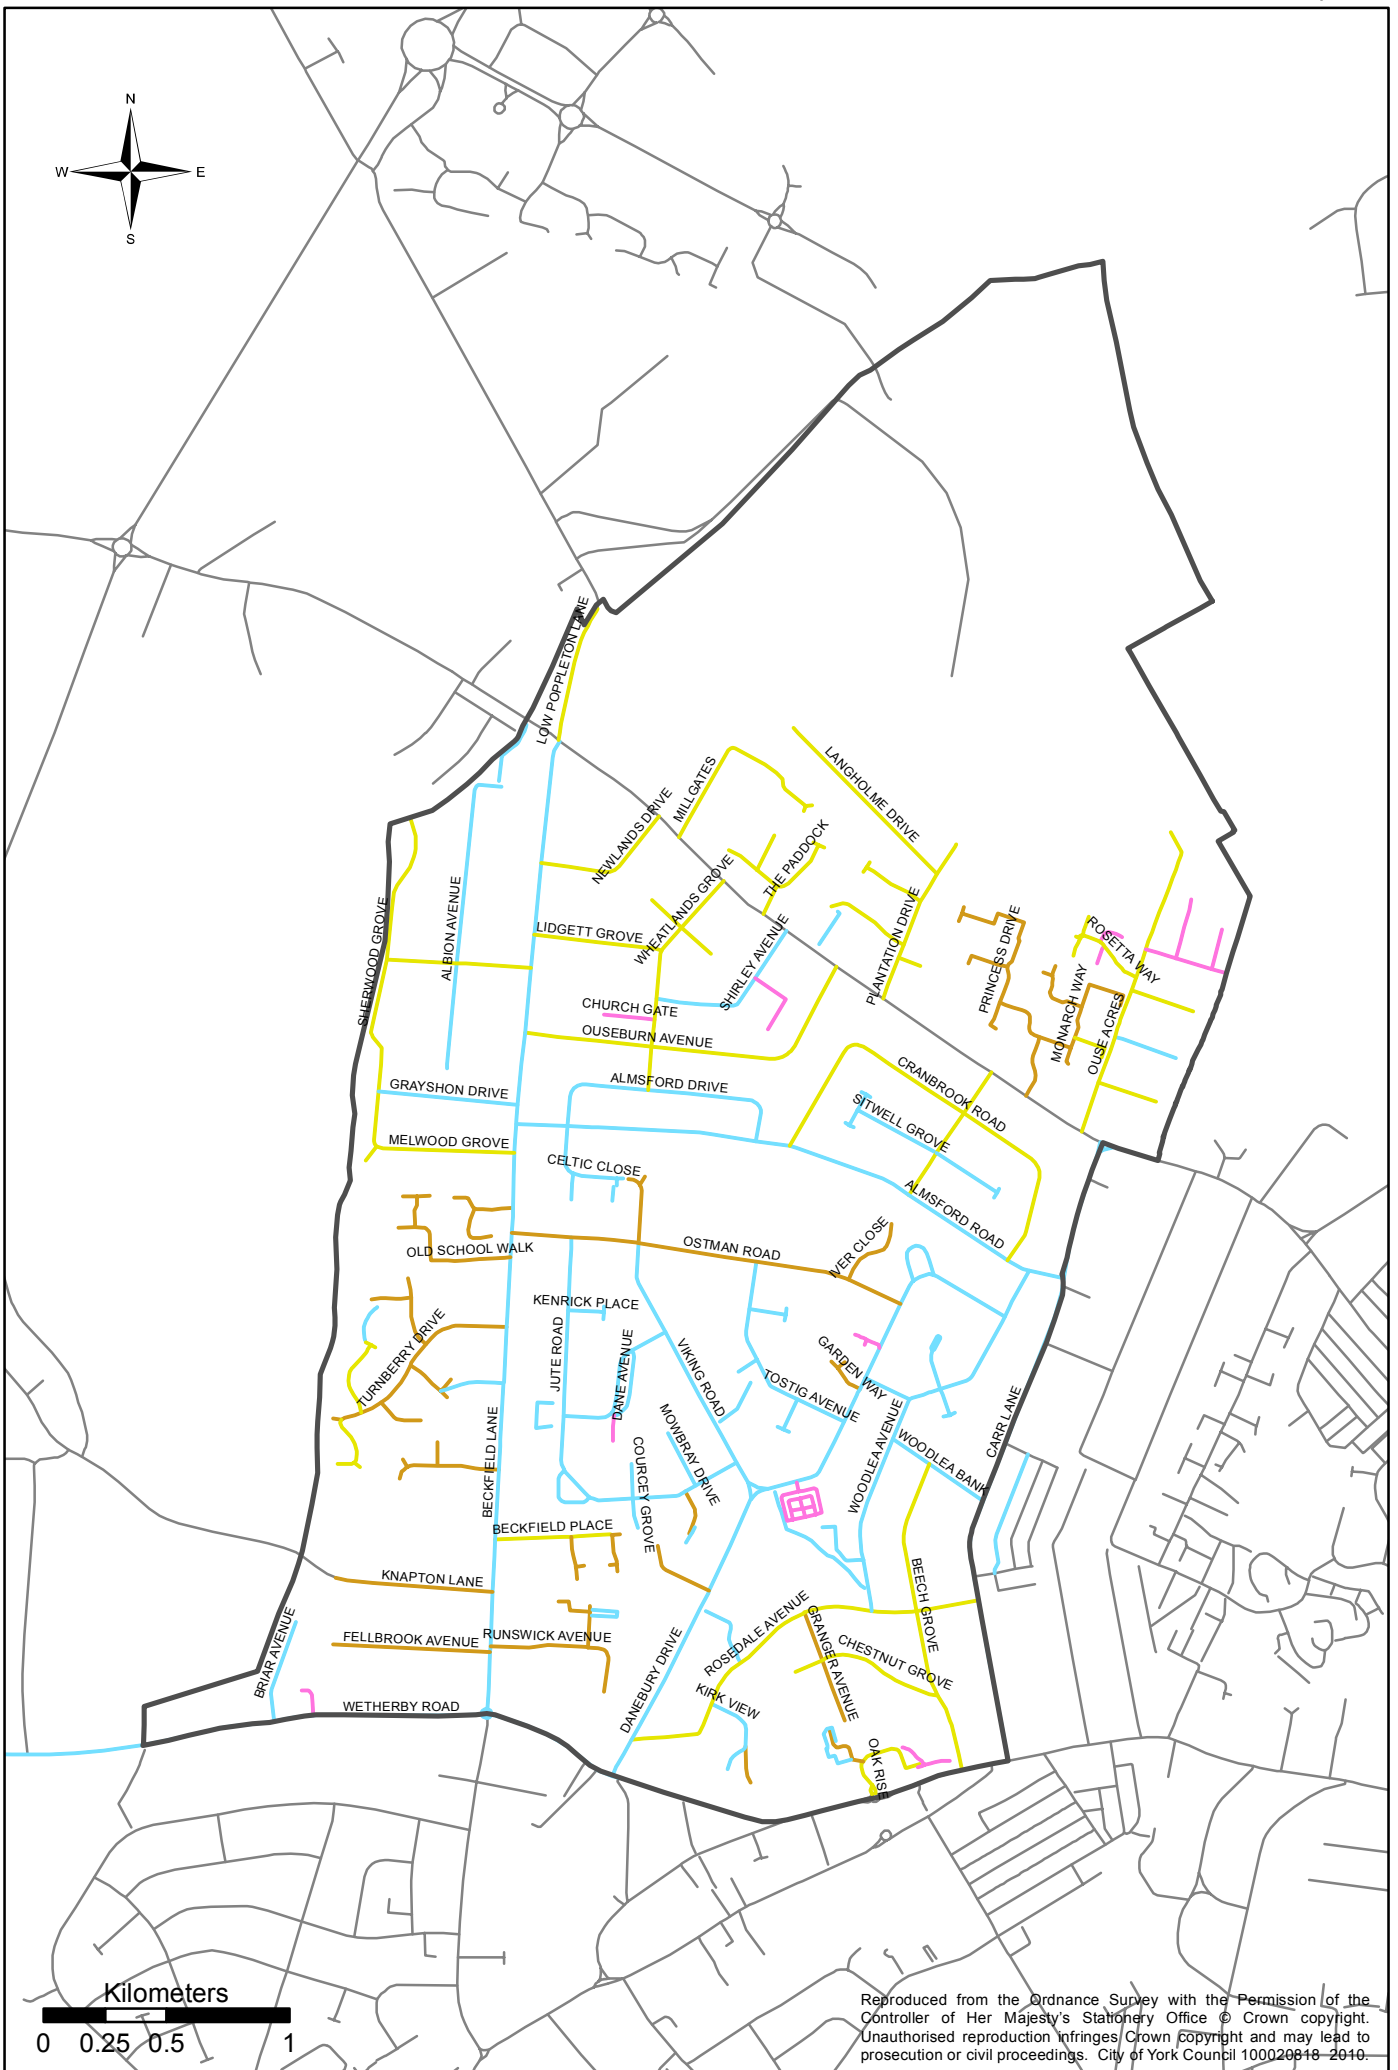 N
W
E
S
LOW POPPLETON LANE
MILLGATES
LANGHOLME DRIVE
NEWLANDS DRIVE
THE PADDOCK
WHEATLANDS GROVE
ALBION AVENUE
SHERWOOD GROVE
LIDGETT GROVE
SHIRLEY AVENUE
PLANTATION DRIVE
PRINCESS DRIVE
ROSETTA WAY
MONARCH WAY
OUSE ACRES
CHURCH GATE
OUSEBURN AVENUE
GRAYSHON DRIVE
ALMSFORD DRIVE
CRANBROOK ROAD
SITWELL GROVE
MELWOOD GROVE
CELTIC CLOSE
ALMSFORD ROAD
OLD SCHOOL WALK
OSTMAN ROAD
IVER CLOSE
KENRICK PLACE
TURNBERRY DRIVE
JUTE ROAD
DANE AVENUE
VIKING ROAD
GARDEN WAY
TOSTIG AVENUE
CARR LANE
BECKFIELD LANE
MOWBRAY DRIVE
COURCEY GROVE
WOODLEA AVENUE
WOODLEA BANK
BECKFIELD PLACE
KNAPTON LANE
BEECH GROVE
BRIAR AVENUE
FELLBROOK AVENUE
RUNSWICK AVENUE
ROSEDALE AVENUE
GRANGER AVENUE
CHESTNUT GROVE
DANEBURY DRIVE
KIRK VIEW
WETHERBY ROAD
OAK RISE
Kilometers
0 0.25 0.5 1
Reproduced from the Ordnance Survey with the Permission of the
Controller of Her Majesty's Stationery Office © Crown copyright.
Unauthorised reproduction infringes Crown copyright and may lead to
prosecution or civil proceedings. City of York Council 100020818 2010.